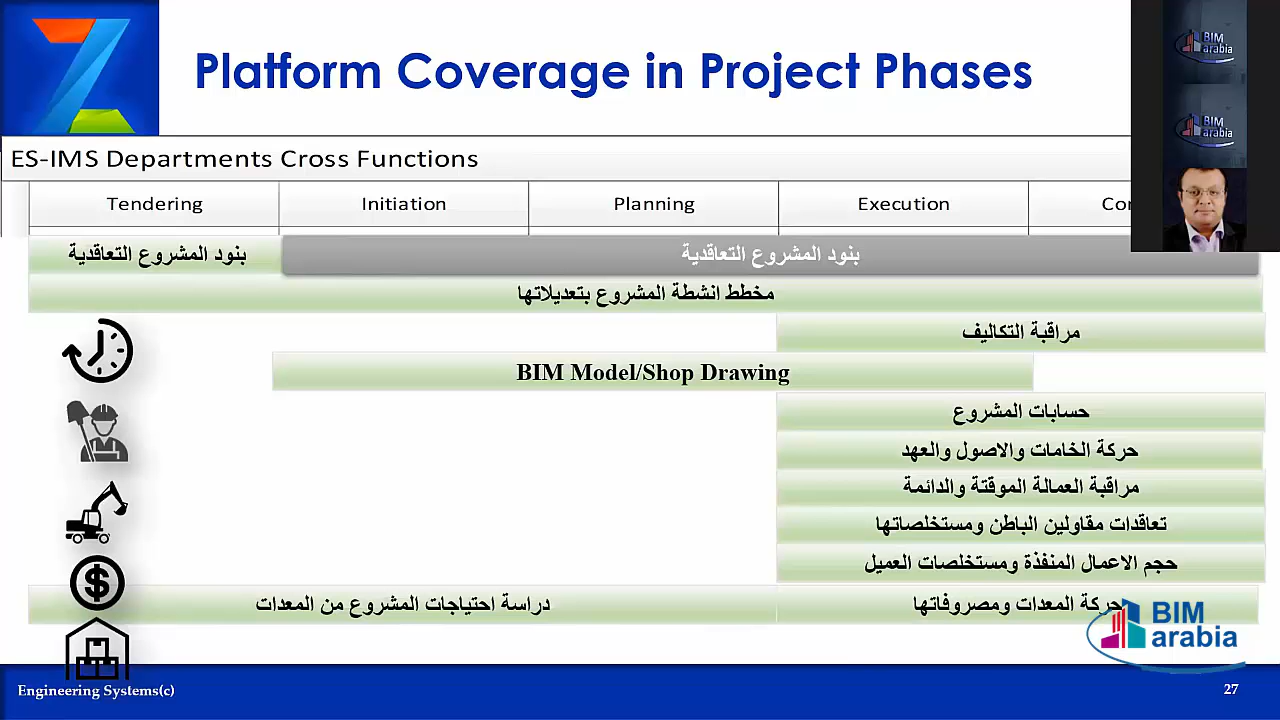 Platform Coverage in Project Phases
BIM
arabia
BIM
arabia
ES-IMS Departments Cross Functions
Tendering
Initiation
Planning
Execution
بنود المشروع التعاقدية
بنود المشروع التعاقدية
مخطط انشطة المشروع بتعديلاتها
مراقبة التكاليف
BIM Model/Shop Drawing
حسابات المشروع
حركة الخامات والاصول والعهد
مراقبة العمالة الموقتة والدائمة
تعاقدات مقاولين الباطن ومستخلصاتها
حجم الاعمال المنفذة ومستخلصات العميل
دراسة احتياجات المشروع من المعدات
حركة المعدات ومصروفاتها
BIM
arabia
Engineering Systems(c)
27